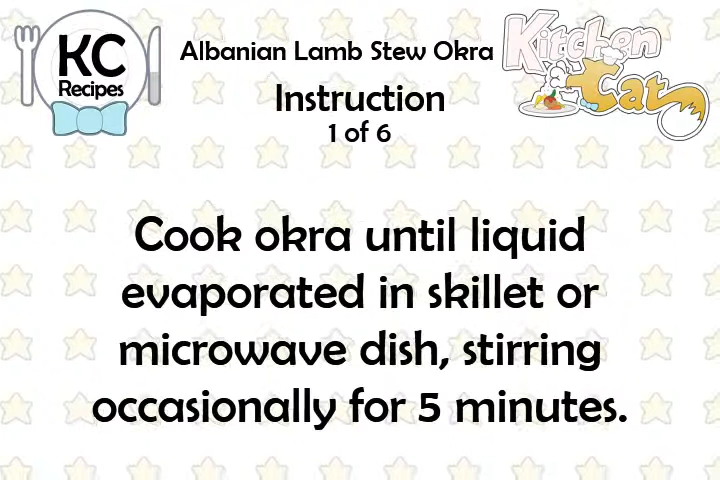 KC
Recipes
Albanian Lamb Stew Okra
Kitchen
Cat
Instruction
1 of 6
Cook okra until liquid
evaporated in skillet or
microwave dish, stirring
occasionally for 5 minutes.